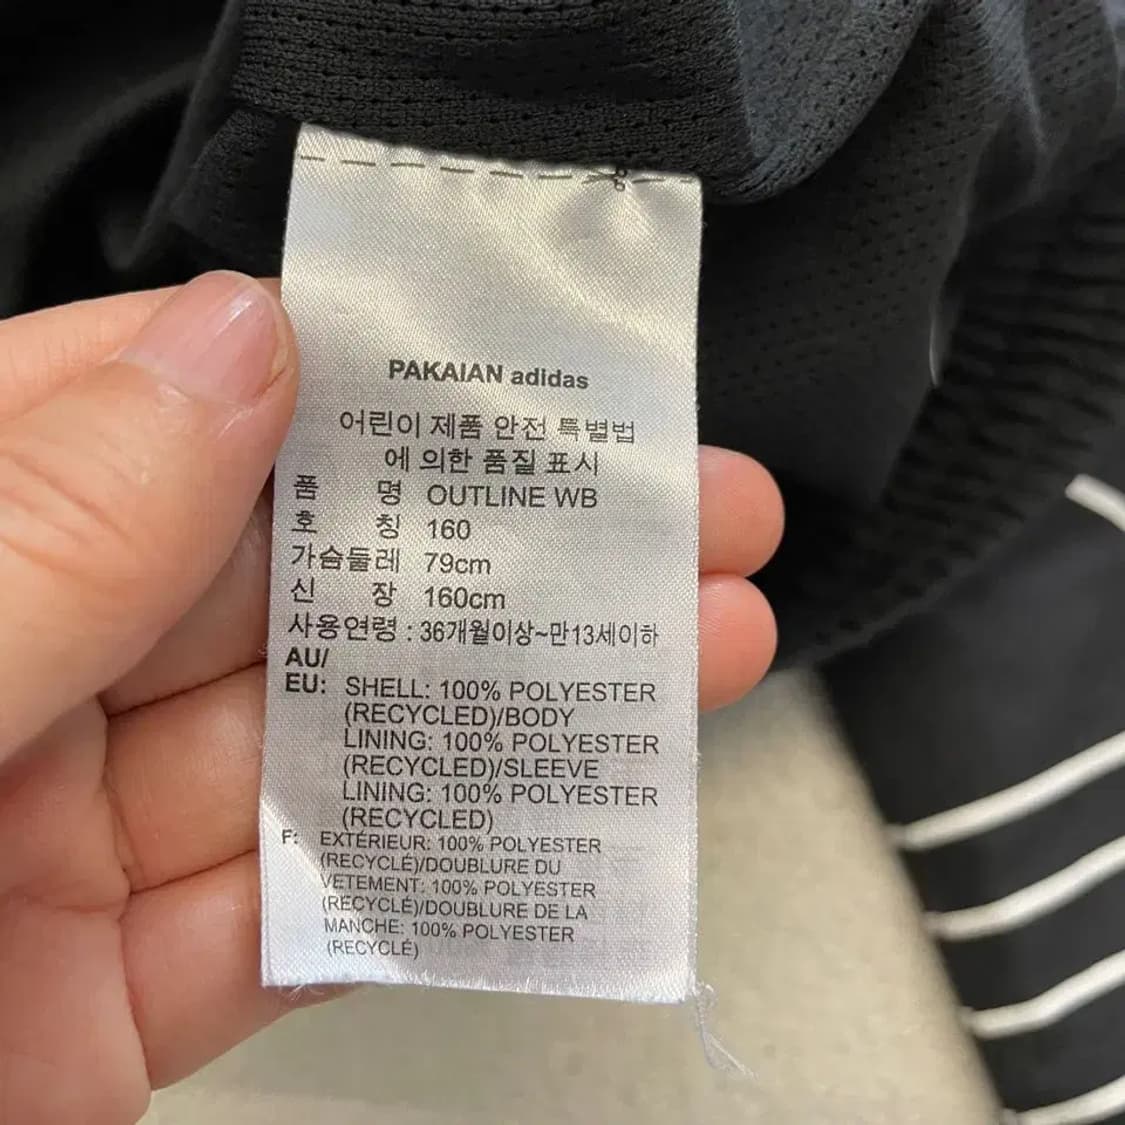 PAKAIAN adidas
어린이 제품 안전 특별법
에 의한 품질 표시
품 명 OUTLINE WB
호 칭 160
가슴둘레 79cm
신 장 160cm
사용연령 : 36개월이상~만13세이하
AU/
EU: SHELL: 100% POLYESTER
(RECYCLED)/BODY
LINING: 100% POLYESTER
(RECYCLED)/SLEEVE
LINING: 100% POLYESTER
(RECYCLED)
F: EXTÉRIEUR: 100% POLYESTER
(RECYCLÉ)/DOUBLURE DU
VETEMENT: 100% POLYESTER
(RECYCLÉ)/DOUBLURE DE LA
MANCHE: 100% POLYESTER
(RECYCLÉ)